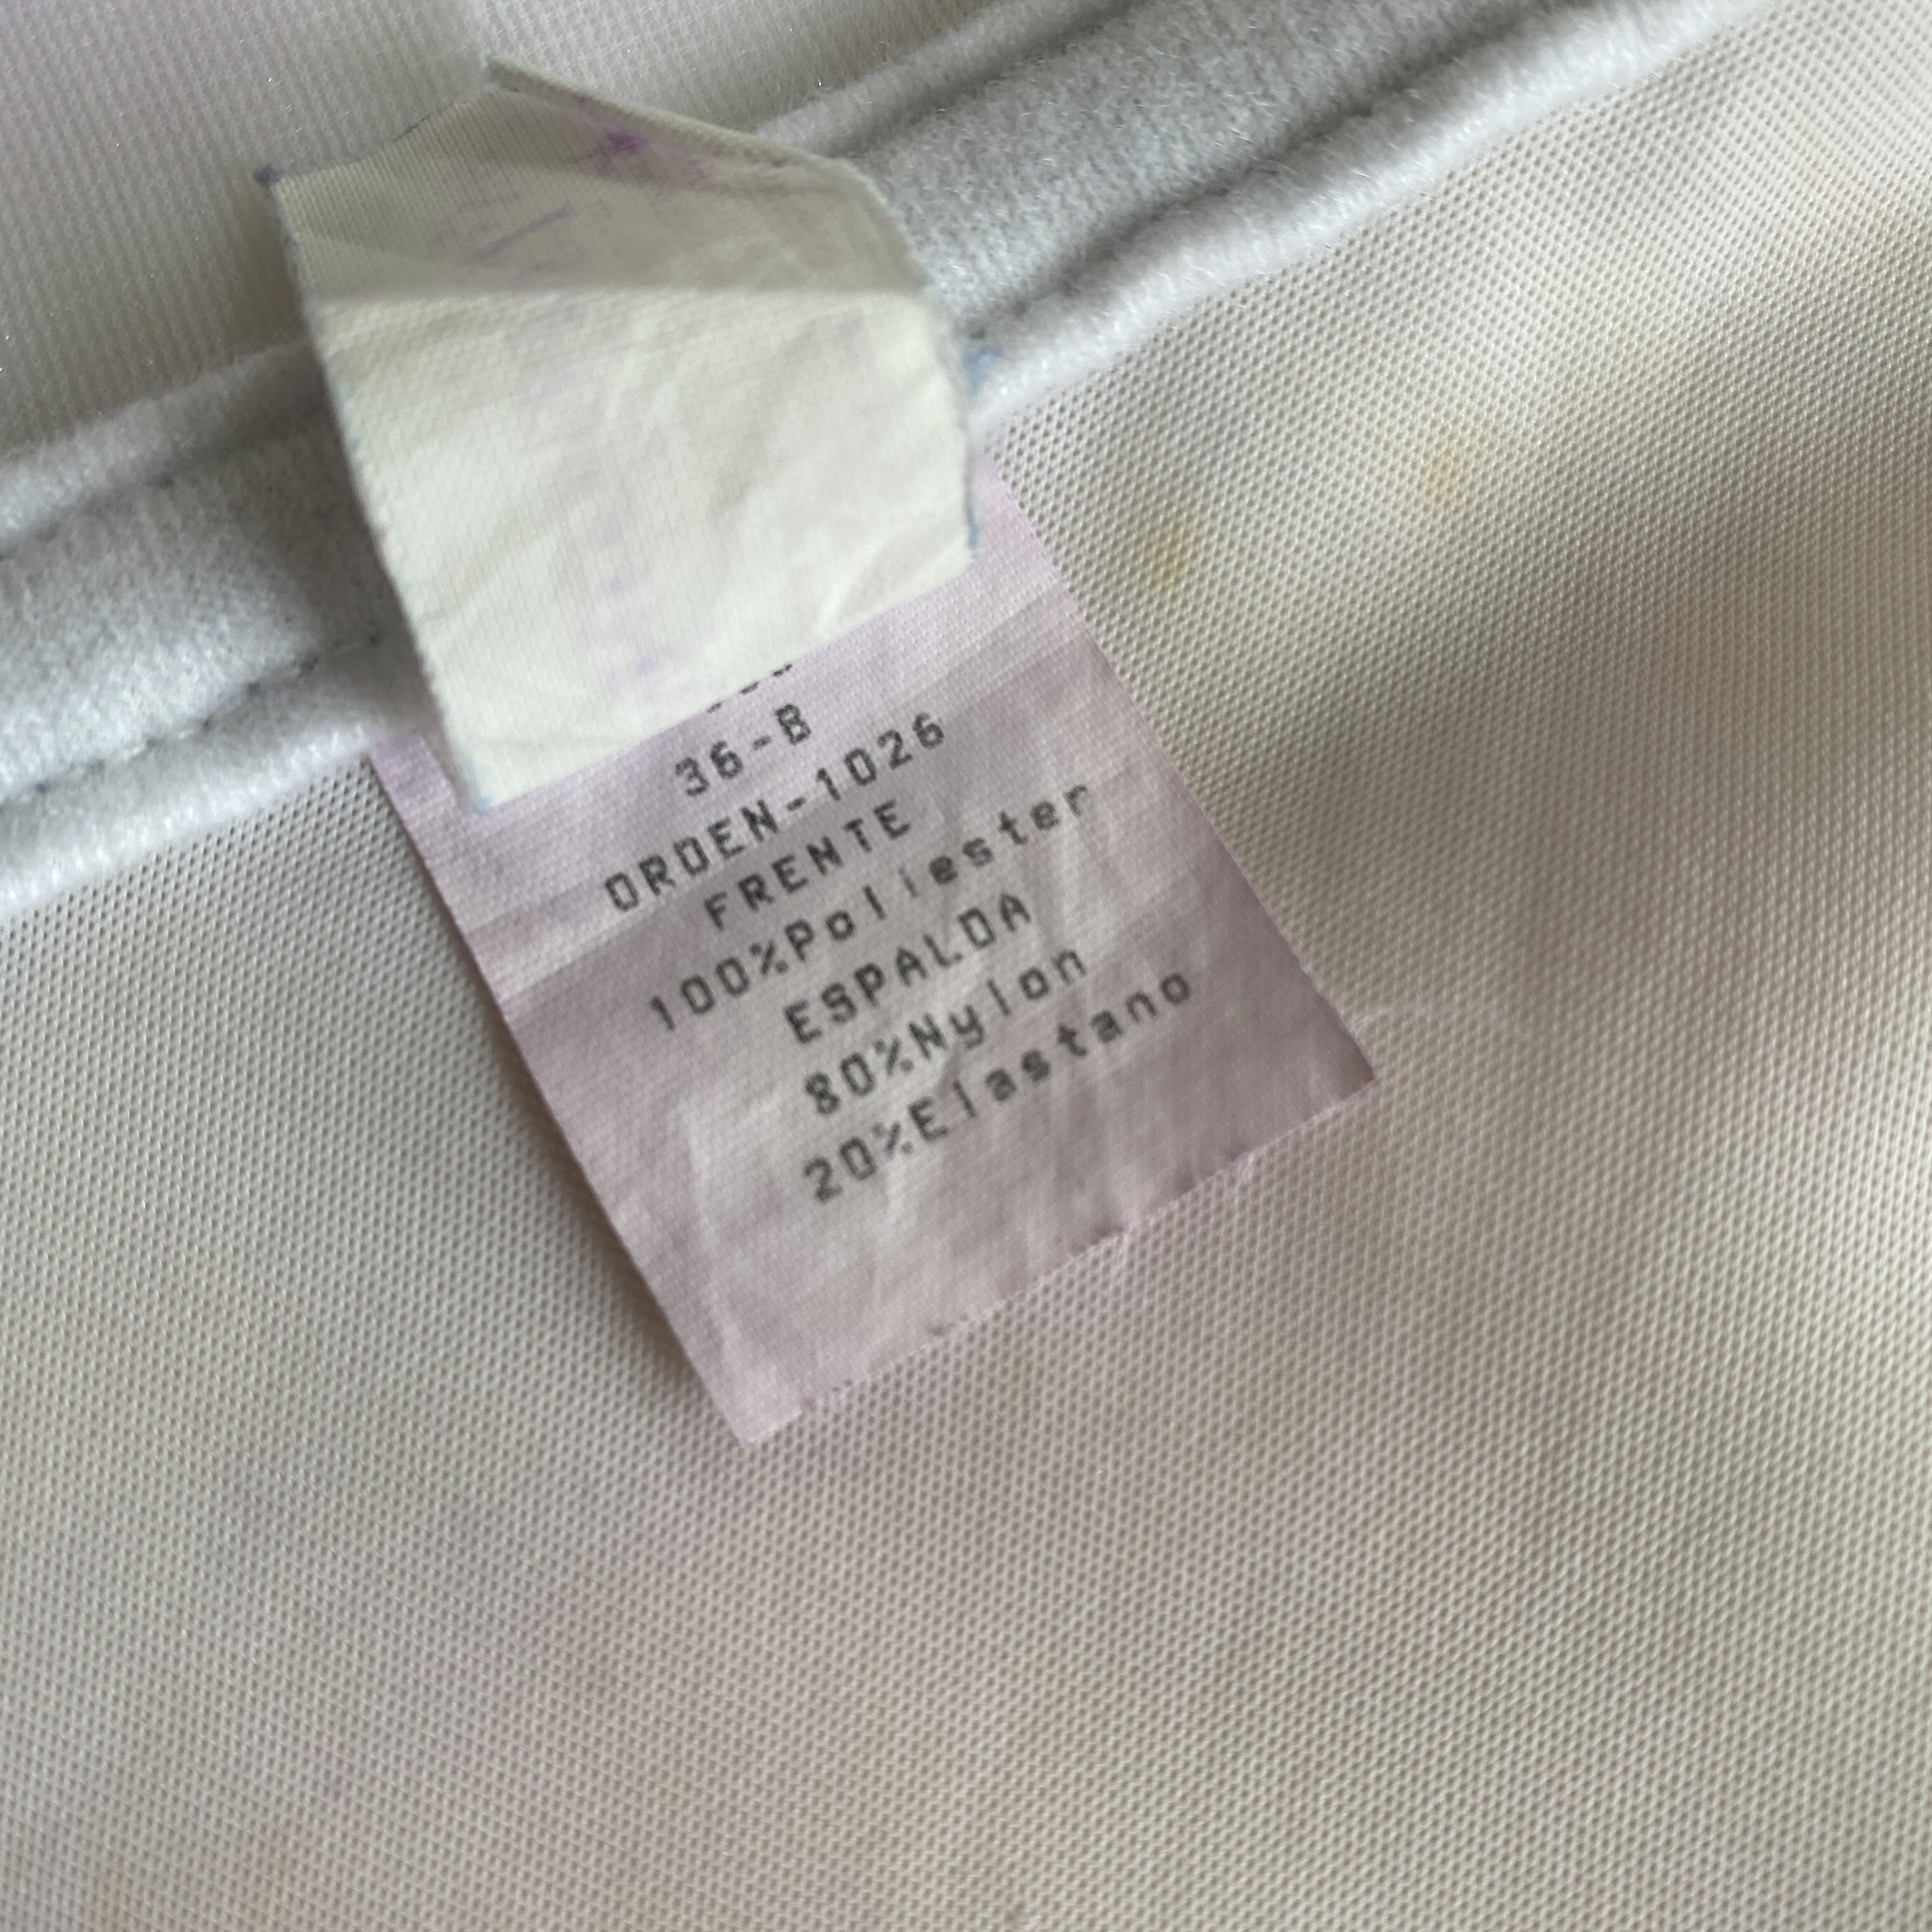 36-B
ORDEN-1026
FRENTE
100%Poliester
ESPALDA
80%Nylon
20%Elastano